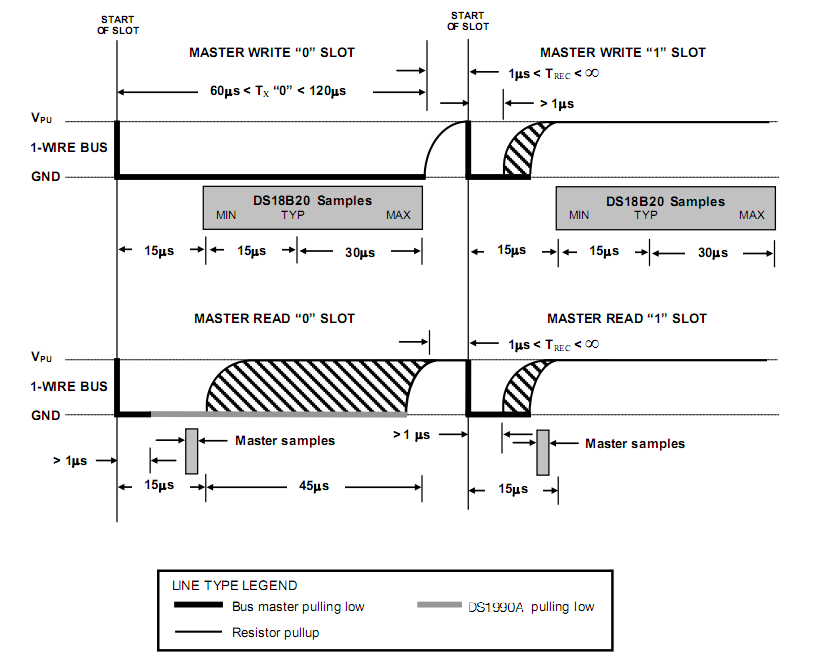 START
OF SLOT
START
OF SLOT
MASTER WRITE “0” SLOT
MASTER WRITE “1” SLOT
1µs < TREC < ∞
60µs < TX “0” < 120µs
> 1µs
VPU
1-WIRE BUS
GND
DS18B20 Samples
MIN TYP MAX
DS18B20 Samples
MIN TYP MAX
15µs 15µs 30µs
15µs 15µs 30µs
MASTER READ “0” SLOT
MASTER READ “1” SLOT
1µs < TREC < ∞
VPU
1-WIRE BUS
GND
Master samples
> 1 µs
Master samples
> 1µs
15µs 45µs
15µs
LINE TYPE LEGEND
Bus master pulling low
DS1990A pulling low
Resistor pullup